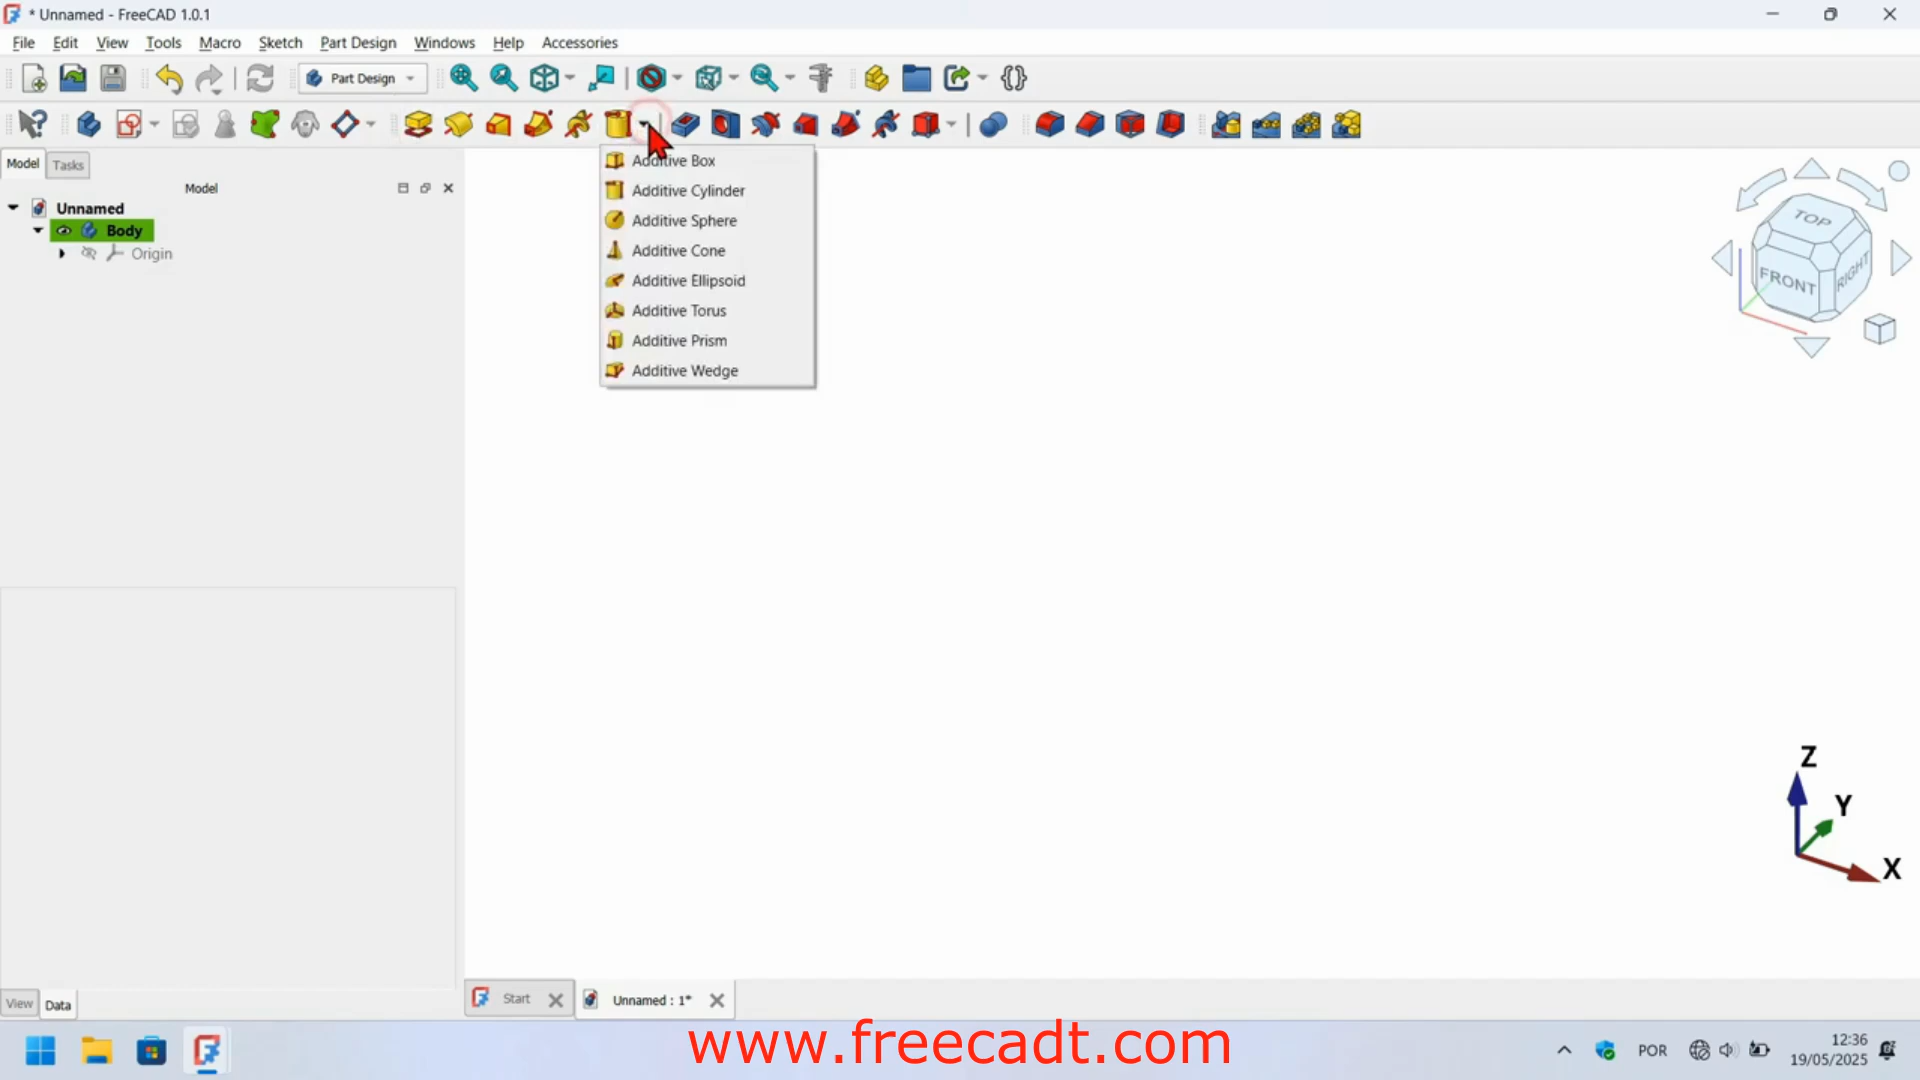 * Unnamed - FreeCAD 1.0.1
File Edit View Tools Macro Sketch Part Design Windows Help Accessories
Part Design
Model Tasks
Model
Unnamed
Body
Origin
Additive Box
Additive Cylinder
Additive Sphere
Additive Cone
Additive Ellipsoid
Additive Torus
Additive Prism
Additive Wedge
TOP
FRONT
RIGHT
Z
Y
X
View Data
Start
Unnamed : 1*
www.freecadt.com
POR
12:36
19/05/2025